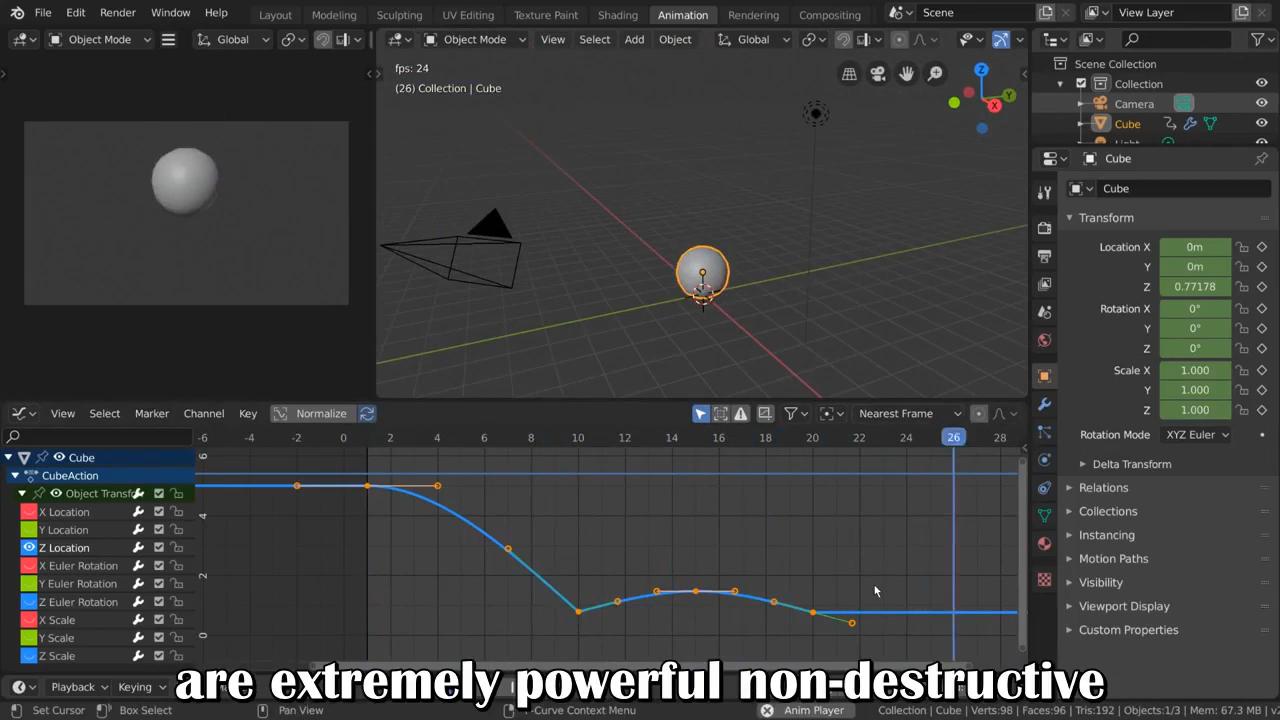 File Edit Render Window Help Layout Modeling Sculpting UV Editing Texture Paint Shading Animation Rendering Compositing Scene View Layer
Object Mode Global Object Mode View Select Add Object Global
fps: 24
(26) Collection | Cube
Z
Y
X
Scene Collection
Collection
Camera
Cube
Light
Cube
Cube
Transform
Location X 0m
Y 0m
Z 0.77178
Rotation X 0°
Y 0°
Z 0°
Scale X 1.000
Y 1.000
Z 1.000
Rotation Mode XYZ Euler
Delta Transform
Relations
Collections
Instancing
Motion Paths
Visibility
Viewport Display
Custom Properties
View Select Marker Channel Key Normalize Nearest Frame
-6 -4 -2 0 2 4 6 8 10 12 14 16 18 20 22 24 26 28
6
4
2
0
Cube
CubeAction
Object Transfo
X Location
Y Location
Z Location
X Euler Rotation
Y Euler Rotation
Z Euler Rotation
X Scale
Y Scale
Z Scale
are extremely powerful non-destructive
Playback Keying
Set Cursor Box Select Pan View F-Curve Context Menu Anim Player Collection | Cube | Verts:98 | Faces:96 | Tris:192 | Objects:1/3 | Mem: 67.3 MB